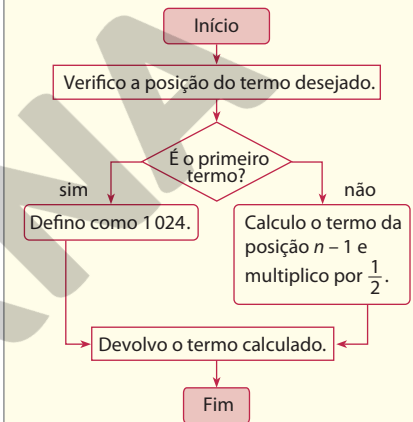 Início
Verifico a posição do termo desejado.
É o primeiro
termo?
sim
não
Defino como 1 024.
Calculo o termo da
posição n – 1 e
multiplico por 1/2.
Devolvo o termo calculado.
Fim